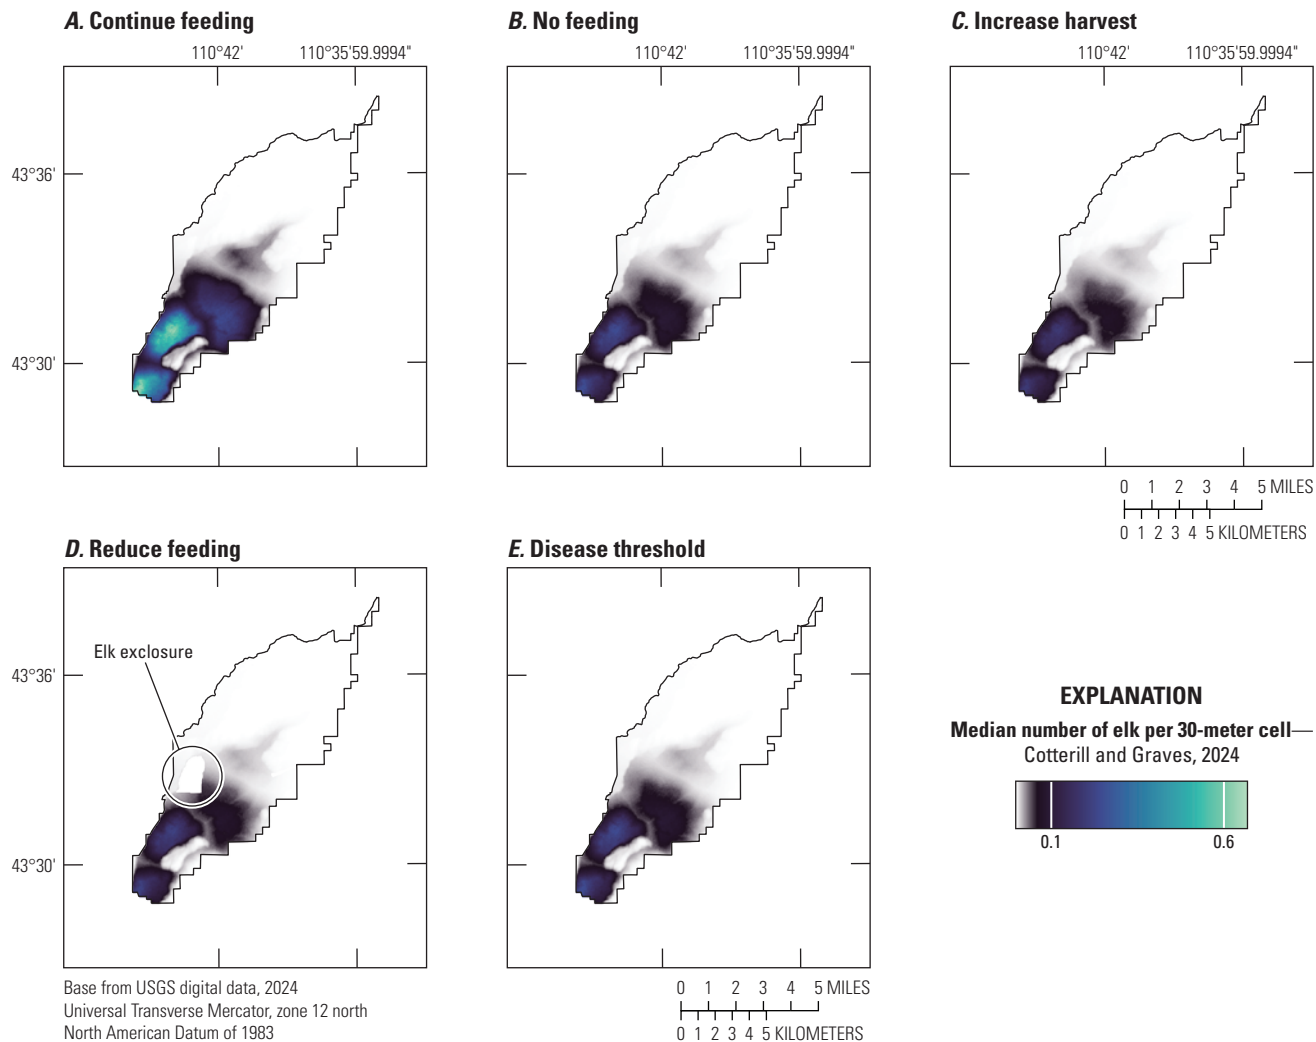 A. Continue feeding
B. No feeding
C. Increase harvest
110°42'
110°35'59.9994"
110°42'
110°35'59.9994"
110°42'
110°35'59.9994"
43°36'
43°30'
0 1 2 3 4 5 MILES
0 1 2 3 4 5 KILOMETERS
D. Reduce feeding
E. Disease threshold
Elk exclosure
43°36'
43°30'
EXPLANATION
Median number of elk per 30-meter cell—
Cotterill and Graves, 2024
0.1
0.6
Base from USGS digital data, 2024
Universal Transverse Mercator, zone 12 north
North American Datum of 1983
0 1 2 3 4 5 MILES
0 1 2 3 4 5 KILOMETERS